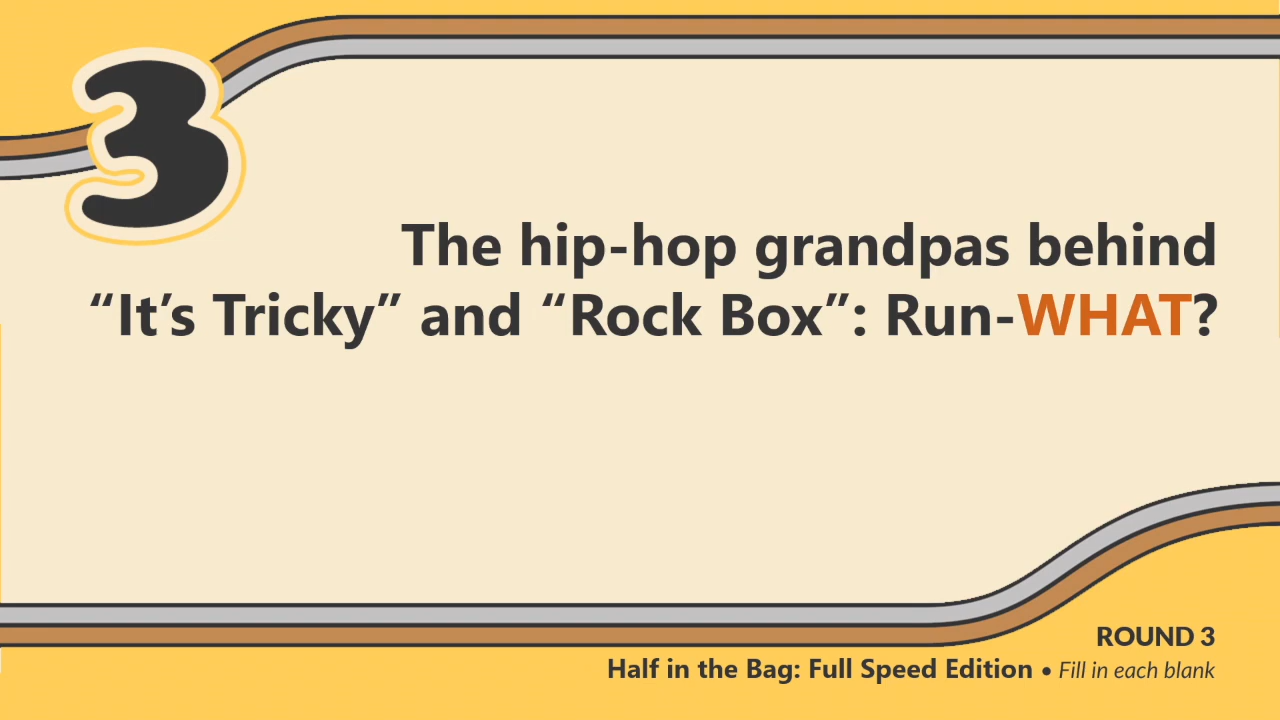 3
The hip-hop grandpas behind
“It’s Tricky” and “Rock Box”: Run-WHAT?
ROUND 3
Half in the Bag: Full Speed Edition • Fill in each blank